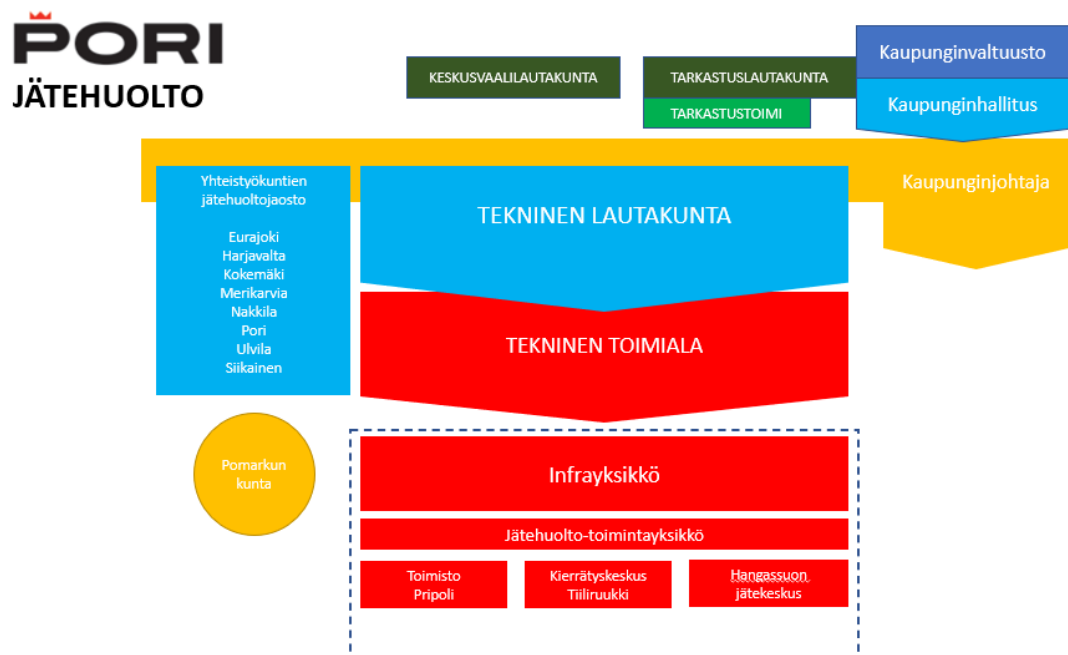 PORI
JÄTEHUOLTO
KESKUSVAALILAUTAKUNTA
TARKASTUSLAUTAKUNTA
TARKASTUSTOIMI
Kaupunginvaltuusto
Kaupunginhallitus
Kaupunginjohtaja
Yhteistyökuntien
jätehuoltojaosto
Eurajoki
Harjavalta
Kokemäki
Merikarvia
Nakkila
Pori
Ulvila
Siikainen
TEKNINEN LAUTAKUNTA
TEKNINEN TOIMIALA
Pomarkun
kunta
Infrayksikkö
Jätehuolto-toimintayksikkö
Toimisto
Pripoli
Kierrätyskeskus
Tiiliruukki
Hangassuon
jätekeskus